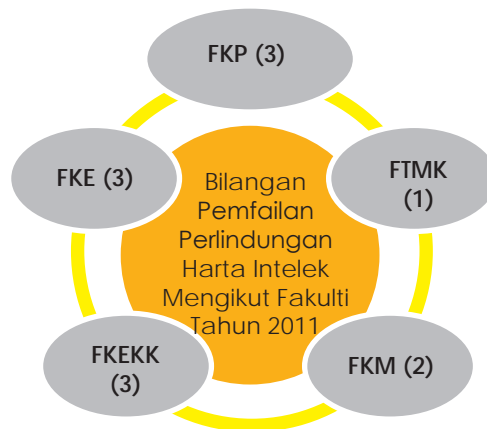 FKP (3)
FKE (3)
FTMK
(1)
Bilangan
Pemfailan
Perlindungan
Harta Intelek
Mengikut Fakulti
Tahun 2011
FKEKK
(3)
FKM (2)